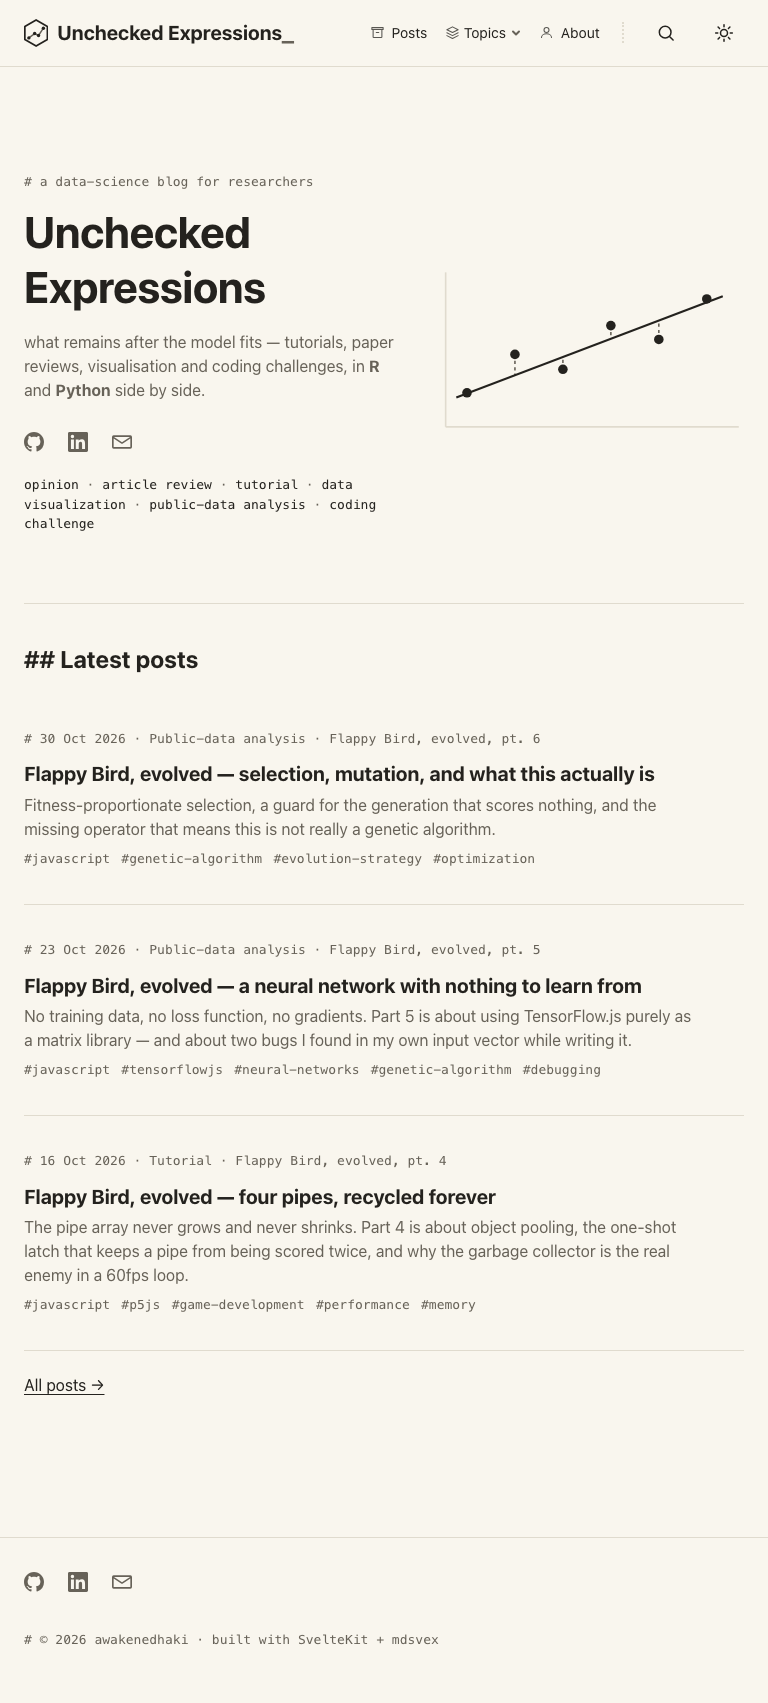 Unchecked Expressions_
Posts
Topics
About
# a data-science blog for researchers
Unchecked
Expressions
what remains after the model fits — tutorials, paper
reviews, visualisation and coding challenges, in R
and Python side by side.
opinion · article review · tutorial · data
visualization · public-data analysis · coding
challenge
## Latest posts
# 30 Oct 2026 · Public-data analysis · Flappy Bird, evolved, pt. 6
Flappy Bird, evolved — selection, mutation, and what this actually is
Fitness-proportionate selection, a guard for the generation that scores nothing, and the
missing operator that means this is not really a genetic algorithm.
#javascript #genetic-algorithm #evolution-strategy #optimization
# 23 Oct 2026 · Public-data analysis · Flappy Bird, evolved, pt. 5
Flappy Bird, evolved — a neural network with nothing to learn from
No training data, no loss function, no gradients. Part 5 is about using TensorFlow.js purely as
a matrix library — and about two bugs I found in my own input vector while writing it.
#javascript #tensorflowjs #neural-networks #genetic-algorithm #debugging
# 16 Oct 2026 · Tutorial · Flappy Bird, evolved, pt. 4
Flappy Bird, evolved — four pipes, recycled forever
The pipe array never grows and never shrinks. Part 4 is about object pooling, the one-shot
latch that keeps a pipe from being scored twice, and why the garbage collector is the real
enemy in a 60fps loop.
#javascript #p5js #game-development #performance #memory
All posts →
# © 2026 awakenedhaki · built with SvelteKit + mdsvex